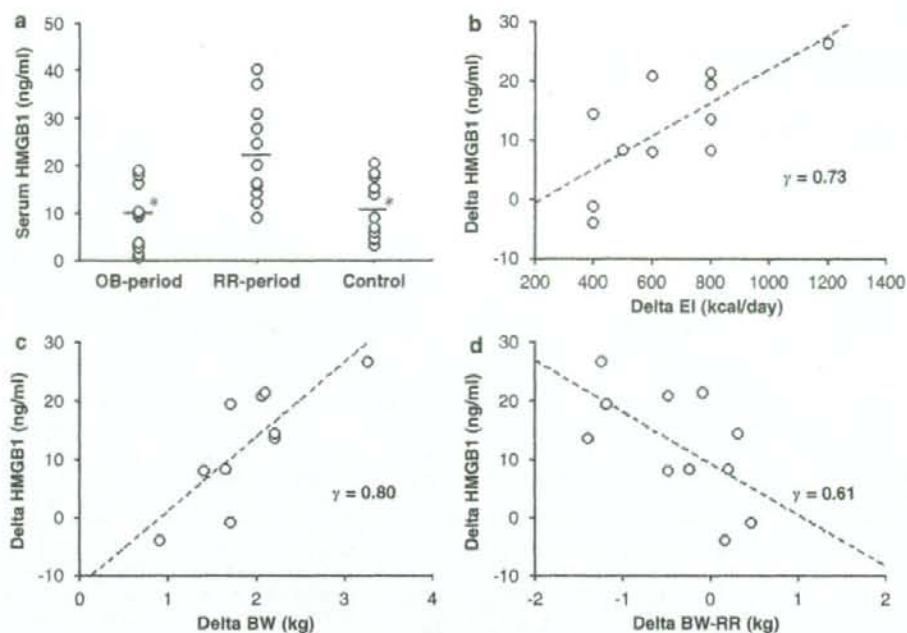 a
50
40
30
20
10
0
Serum HMGB1 (ng/ml)
*
*
OB-period RR-period Control
b
30
20
10
0
-10
Delta HMGB1 (ng/ml)
γ = 0.73
200 400 600 800 1000 1200 1400
Delta EI (kcal/day)
c
30
20
10
0
-10
Delta HMGB1 (ng/ml)
γ = 0.80
0 1 2 3 4
Delta BW (kg)
d
30
20
10
0
-10
Delta HMGB1 (ng/ml)
γ = 0.61
-2 -1 0 1 2
Delta BW-RR (kg)